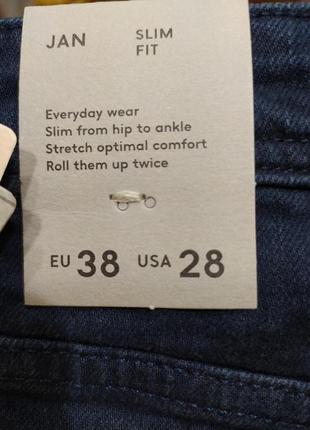 JAN SLIM
FIT
Everyday wear
Slim from hip to ankle
Stretch optimal comfort
Roll them up twice
EU 38 USA 28